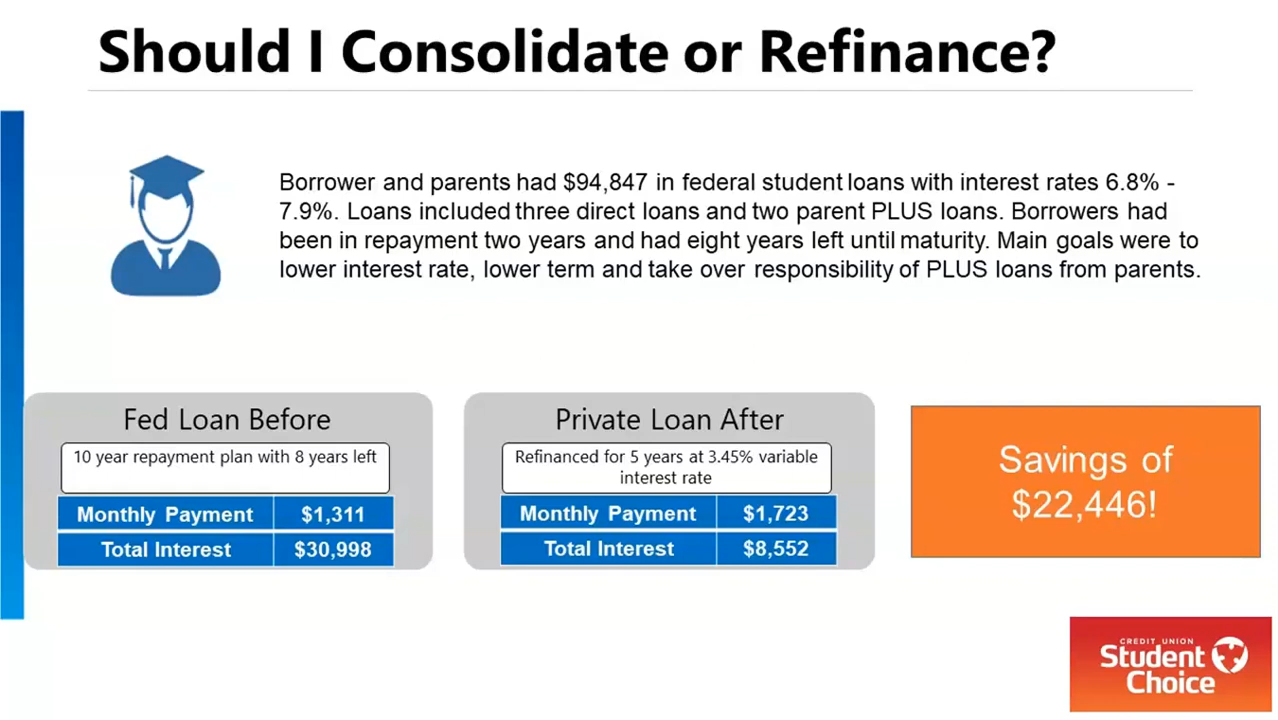 Should I Consolidate or Refinance?
Borrower and parents had $94,847 in federal student loans with interest rates 6.8% -
7.9%. Loans included three direct loans and two parent PLUS loans. Borrowers had
been in repayment two years and had eight years left until maturity. Main goals were to
lower interest rate, lower term and take over responsibility of PLUS loans from parents.
Fed Loan Before
10 year repayment plan with 8 years left
Monthly Payment $1,311
Total Interest $30,998
Private Loan After
Refinanced for 5 years at 3.45% variable
interest rate
Monthly Payment $1,723
Total Interest $8,552
Savings of
$22,446!
CREDIT UNION
Student
Choice